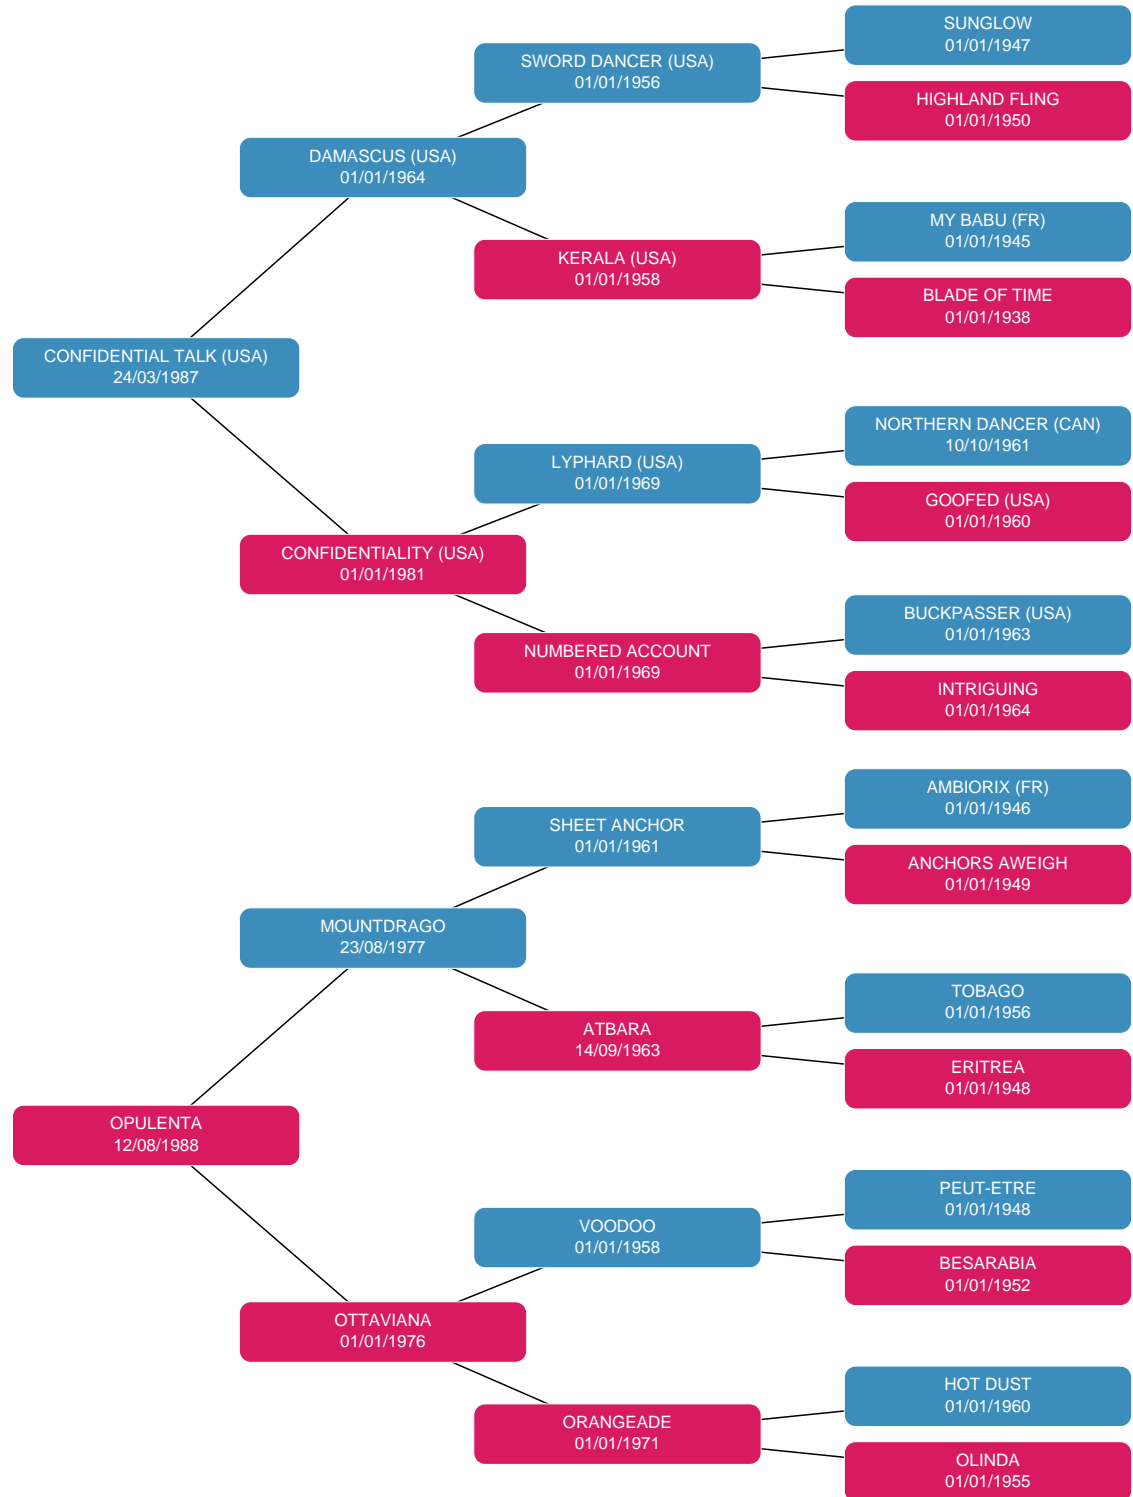 SUNGLOW
01/01/1947
SWORD DANCER (USA)
01/01/1956
HIGHLAND FLING
01/01/1950
DAMASCUS (USA)
01/01/1964
MY BABU (FR)
01/01/1945
KERALA (USA)
01/01/1958
BLADE OF TIME
01/01/1938
CONFIDENTIAL TALK (USA)
24/03/1987
NORTHERN DANCER (CAN)
10/10/1961
LYPHARD (USA)
01/01/1969
GOOFED (USA)
01/01/1960
CONFIDENTIALITY (USA)
01/01/1981
BUCKPASSER (USA)
01/01/1963
NUMBERED ACCOUNT
01/01/1969
INTRIGUING
01/01/1964
AMBIORIX (FR)
01/01/1946
SHEET ANCHOR
01/01/1961
ANCHORS AWEIGH
01/01/1949
MOUNTDRAGO
23/08/1977
TOBAGO
01/01/1956
ATBARA
14/09/1963
ERITREA
01/01/1948
OPULENTA
12/08/1988
PEUT-ETRE
01/01/1948
VOODOO
01/01/1958
BESARABIA
01/01/1952
OTTAVIANA
01/01/1976
HOT DUST
01/01/1960
ORANGEADE
01/01/1971
OLINDA
01/01/1955